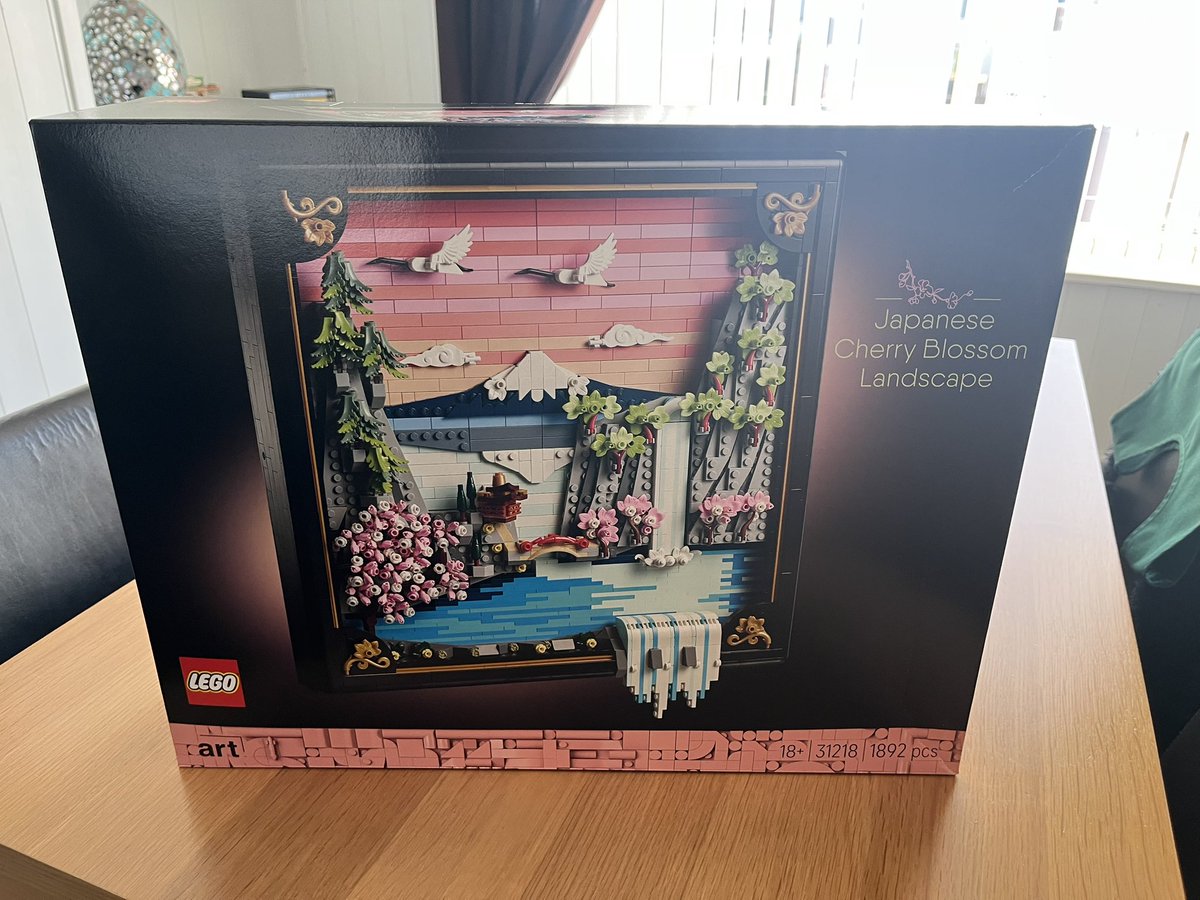 Japanese
Cherry Blossom
Landscape
LEGO
art
18+ 31218 1892 pcs